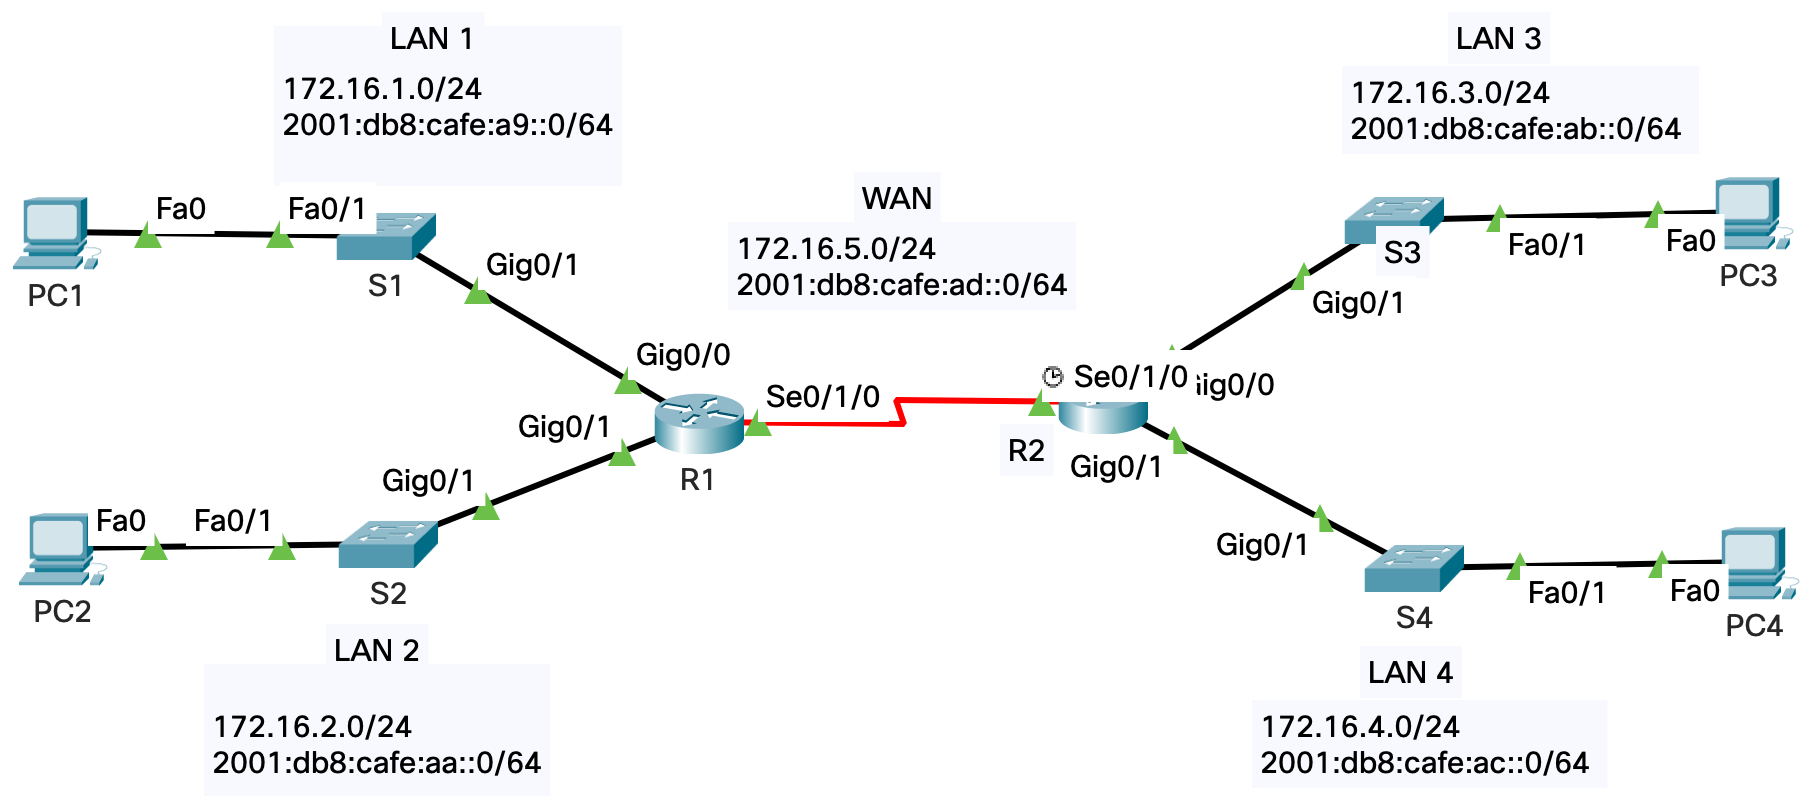 LAN 1
172.16.1.0/24
2001:db8:cafe:a9::0/64
LAN 3
172.16.3.0/24
2001:db8:cafe:ab::0/64
WAN
172.16.5.0/24
2001:db8:cafe:ad::0/64
Fa0
Fa0/1
PC1
S1
Gig0/1
Gig0/0
S3
Fa0/1
Fa0
PC3
Gig0/1
Se0/1/0
Se0/1/0
ig0/0
Gig0/1
R1
R2
Gig0/1
Gig0/1
Fa0
Fa0/1
PC2
S2
Gig0/1
S4
Fa0/1
Fa0
PC4
LAN 2
172.16.2.0/24
2001:db8:cafe:aa::0/64
LAN 4
172.16.4.0/24
2001:db8:cafe:ac::0/64